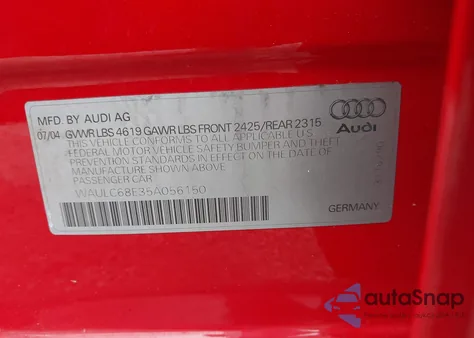 MFD. BY AUDI AG
07/04 GVWR LBS 4619 GAWR LBS FRONT 2425/REAR 2315
THIS VEHICLE CONFORMS TO ALL APPLICABLE U.S.
FEDERAL MOTOR VEHICLE SAFETY BUMPER AND THEFT
PREVENTION STANDARDS IN EFFECT ON THE DATE
OF MANUFACTURE SHOWN ABOVE
PASSENGER CAR
WAULC68E35A056150
Audi
GERMANY
autoSnap